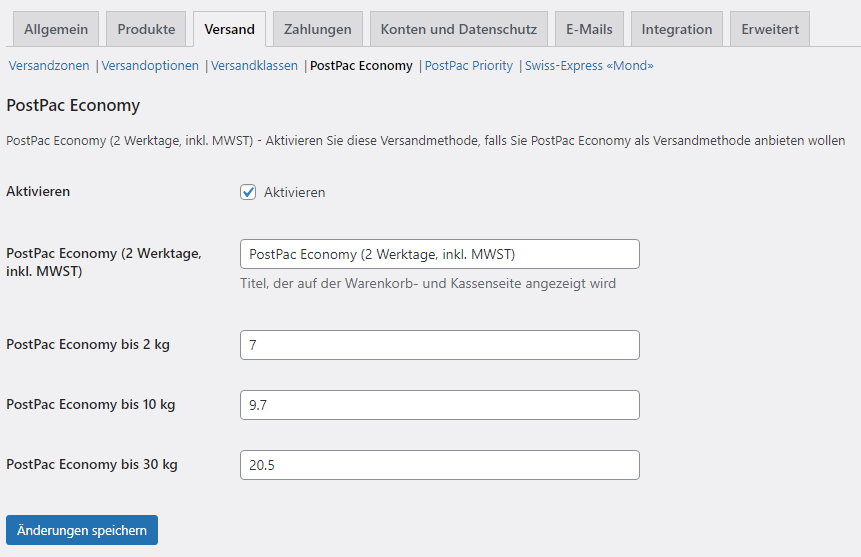 Allgemein Produkte Versand Zahlungen Konten und Datenschutz E-Mails Integration Erweitert
Versandzonen | Versandoptionen | Versandklassen | PostPac Economy | PostPac Priority | Swiss-Express «Mond»
PostPac Economy
PostPac Economy (2 Werktage, inkl. MWST) - Aktivieren Sie diese Versandmethode, falls Sie PostPac Economy als Versandmethode anbieten wollen
Aktivieren Aktivieren
PostPac Economy (2 Werktage,
inkl. MWST)
PostPac Economy (2 Werktage, inkl. MWST)
Titel, der auf der Warenkorb- und Kassenseite angezeigt wird
PostPac Economy bis 2 kg 7
PostPac Economy bis 10 kg 9.7
PostPac Economy bis 30 kg 20.5
Änderungen speichern